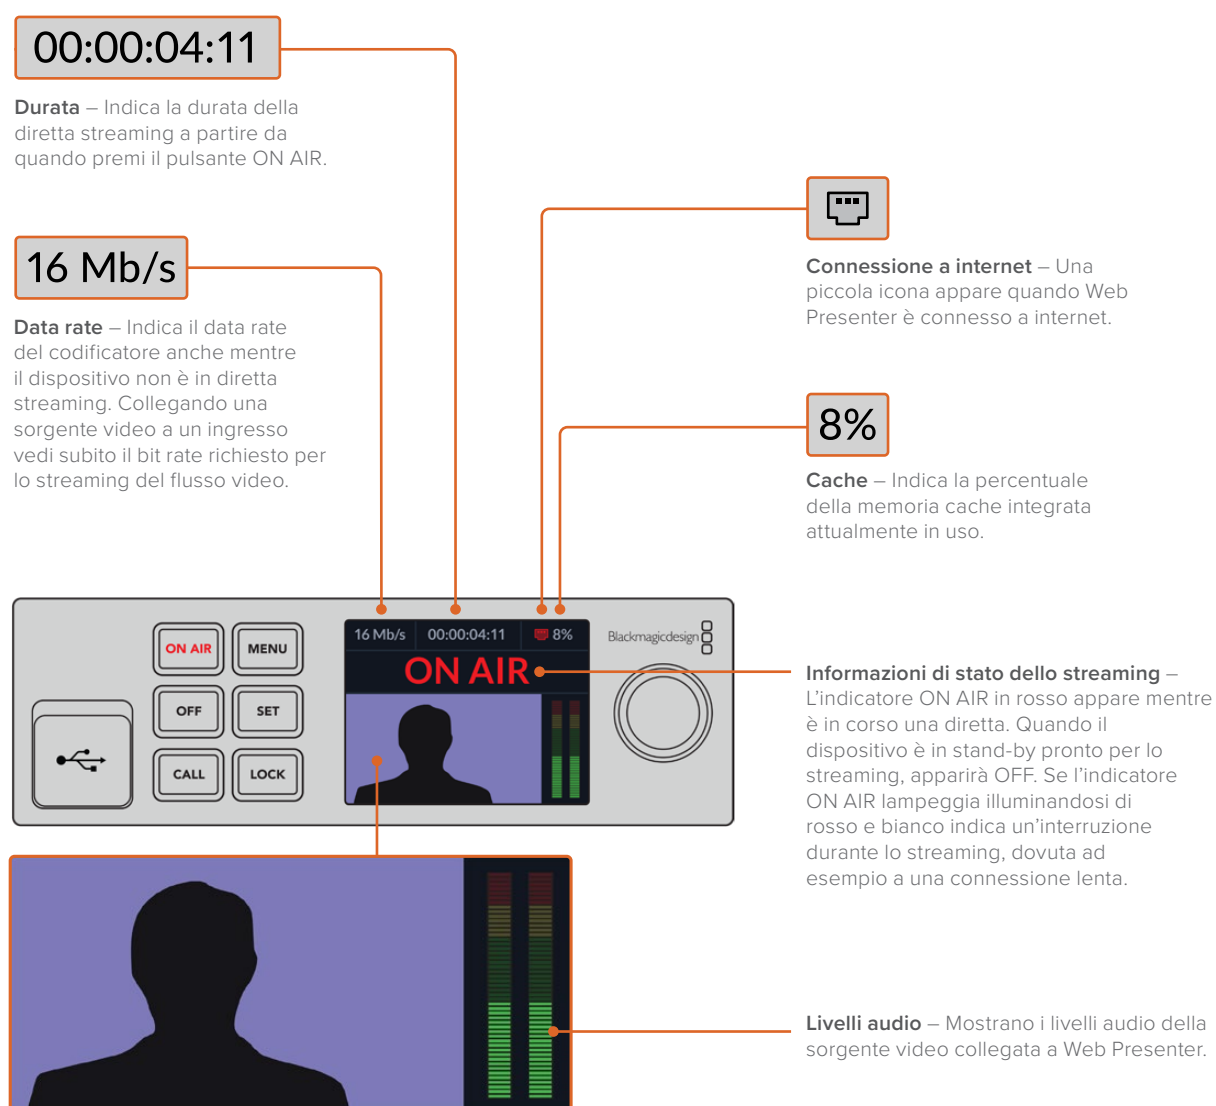 00:00:04:11
Durata – Indica la durata della
diretta streaming a partire da
quando premi il pulsante ON AIR.
16 Mb/s
Data rate – Indica il data rate
del codificatore anche mentre
il dispositivo non è in diretta
streaming. Collegando una
sorgente video a un ingresso
vedi subito il bit rate richiesto per
lo streaming del flusso video.
Connessione a internet – Una
piccola icona appare quando Web
Presenter è connesso a internet.
8%
Cache – Indica la percentuale
della memoria cache integrata
attualmente in uso.
ON AIR
MENU
OFF
SET
CALL
LOCK
16 Mb/s
00:00:04:11
8%
ON AIR
Blackmagicdesign
Informazioni di stato dello streaming –
L’indicatore ON AIR in rosso appare mentre
è in corso una diretta. Quando il
dispositivo è in stand-by pronto per lo
streaming, apparirà OFF. Se l’indicatore
ON AIR lampeggia illuminandosi di
rosso e bianco indica un’interruzione
durante lo streaming, dovuta ad
esempio a una connessione lenta.
Livelli audio – Mostrano i livelli audio della
sorgente video collegata a Web Presenter.